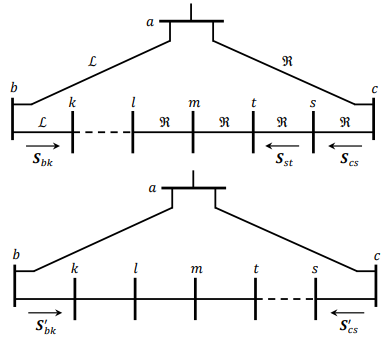 a
b 𝔏 ℜ c
k l m t s
𝔏 ℜ ℜ ℜ ℜ
S_bk S_st S_cs
a
b c
k l m t s
S'_bk S'_cs